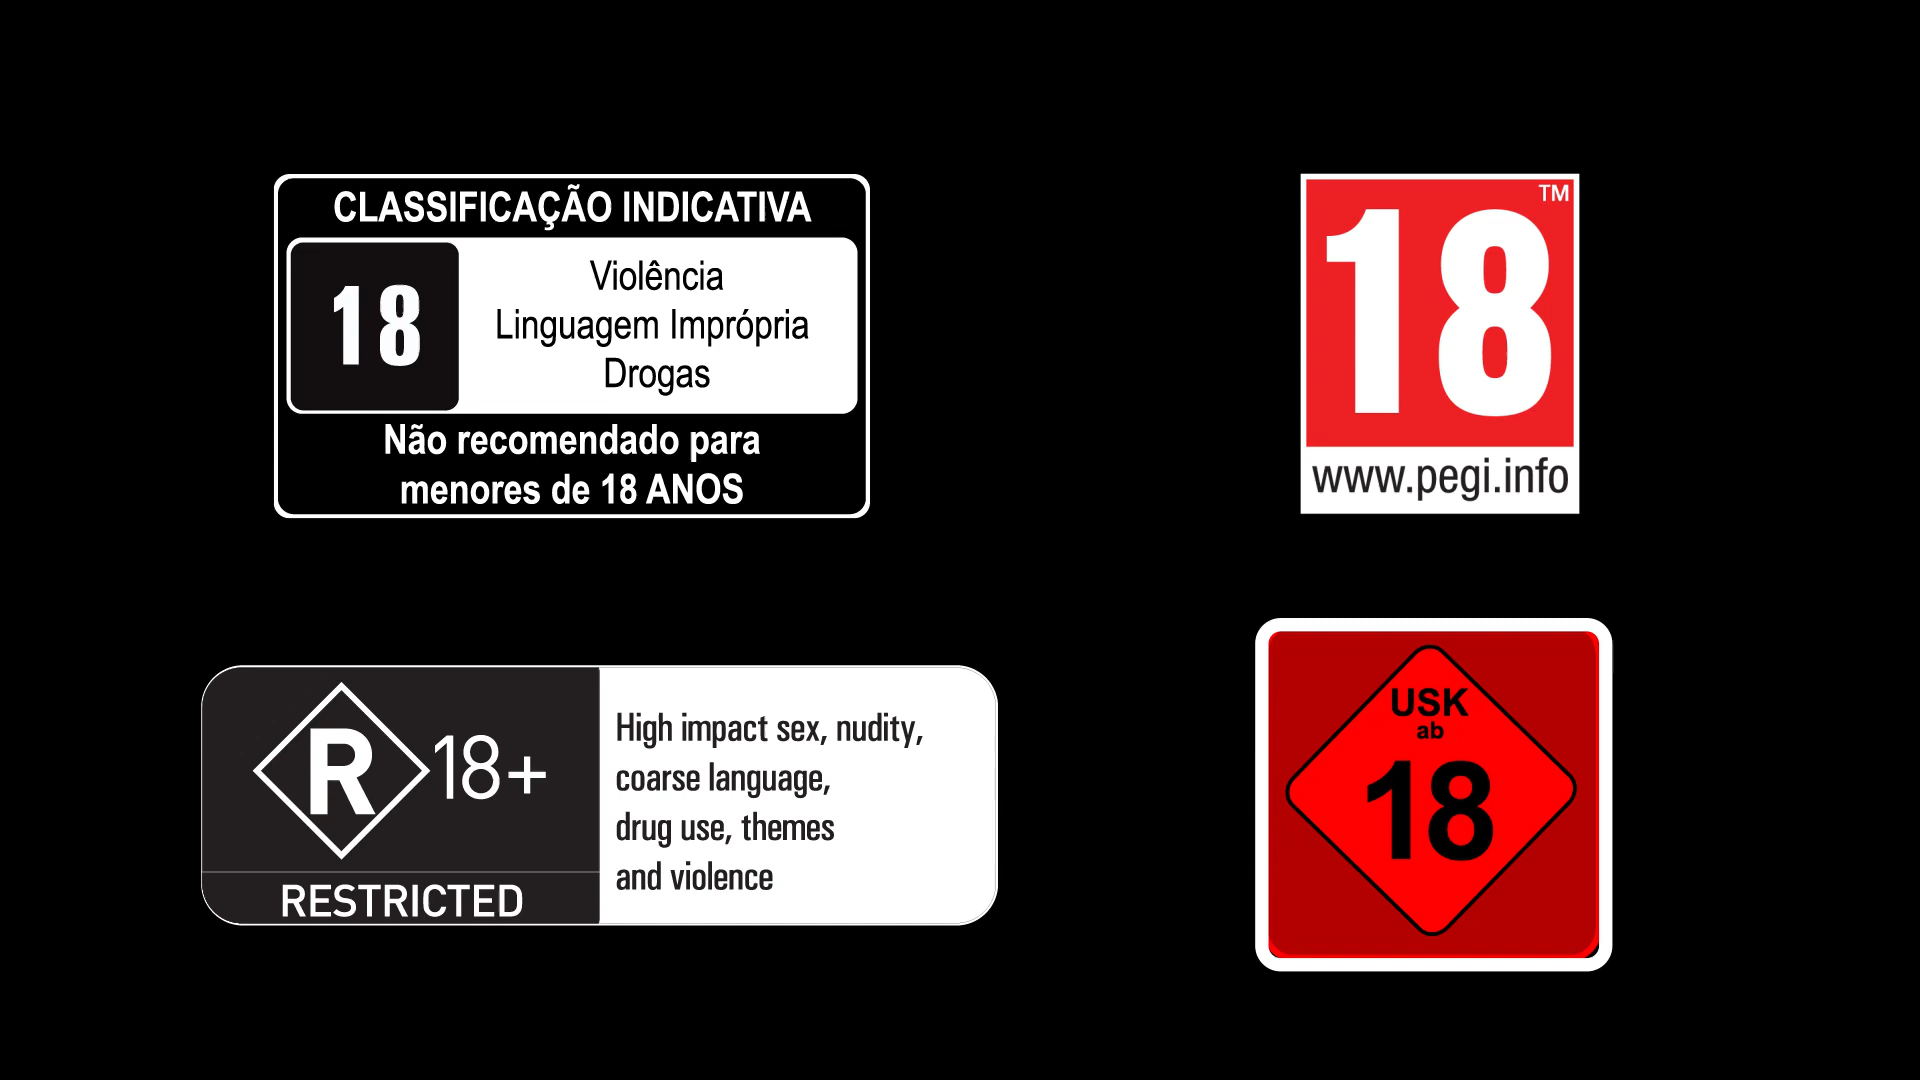 CLASSIFICAÇÃO INDICATIVA
18
Violência
Linguagem Imprópria
Drogas
Não recomendado para
menores de 18 ANOS
18
TM
www.pegi.info
R 18+
RESTRICTED
High impact sex, nudity,
coarse language,
drug use, themes
and violence
USK
ab
18